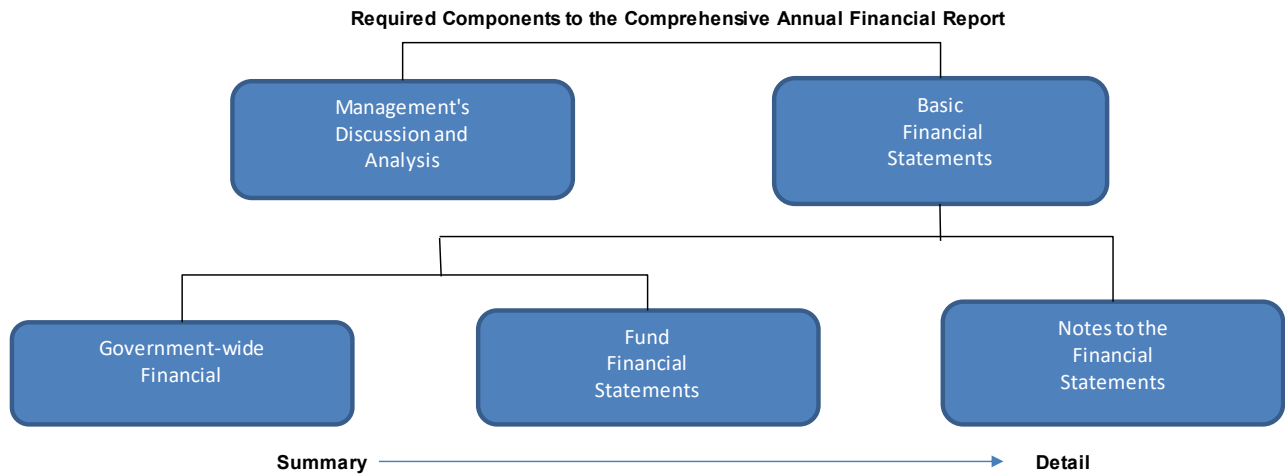 Required Components to the Comprehensive Annual Financial Report
Management's
Discussion and
Analysis
Basic
Financial
Statements
Government-wide
Financial
Fund
Financial
Statements
Notes to the
Financial
Statements
Summary
Detail